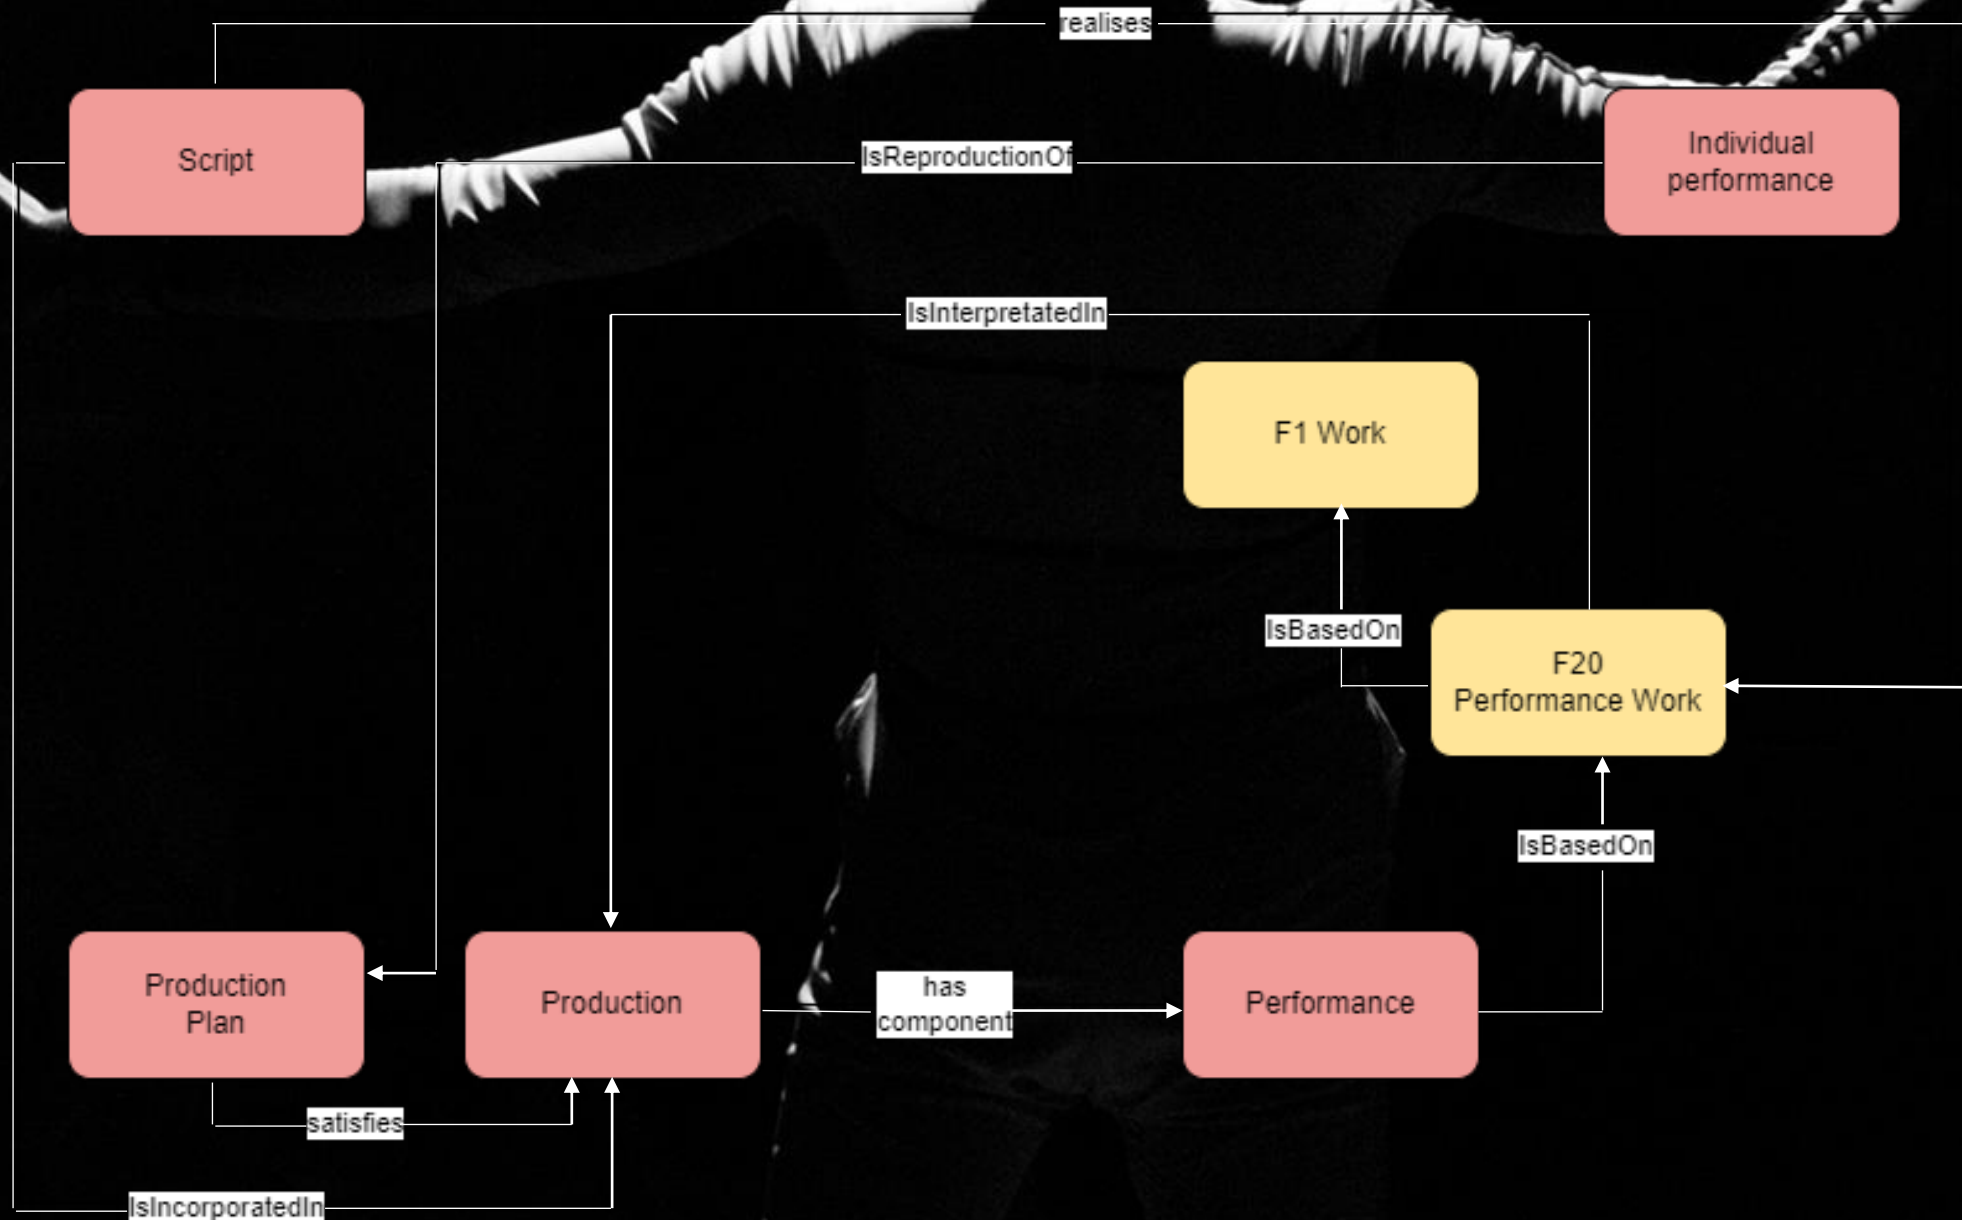 realises
Script
IsReproductionOf
Individual
performance
IsInterpretatedIn
F1 Work
IsBasedOn
F20
Performance Work
IsBasedOn
Production
Plan
Production
has
component
Performance
satisfies
IsIncorporatedIn